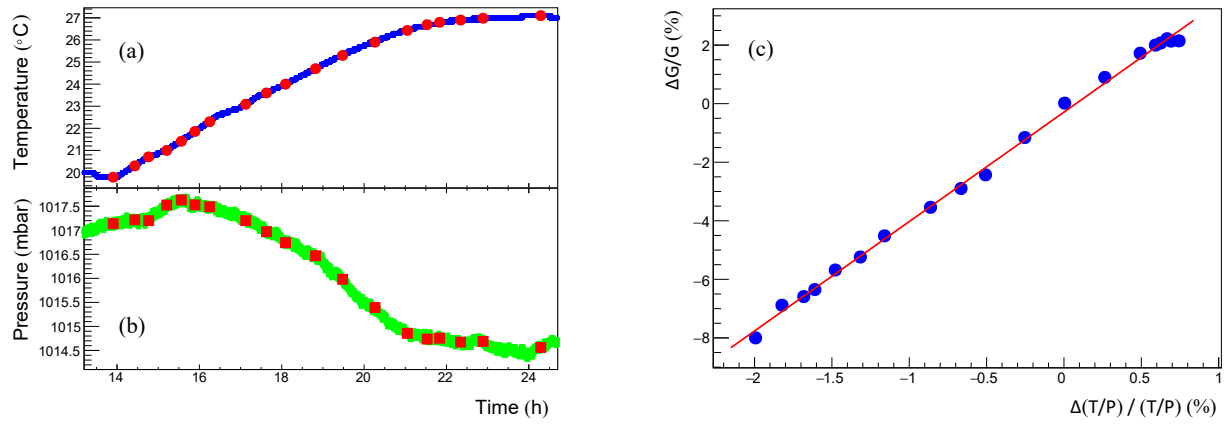 Temperature (°C)
27
26
25
24
23
22
21
20
(a)
Pressure (mbar)
1017.5
1017
1016.5
1016
1015.5
1015
1014.5
(b)
14 16 18 20 22 24
Time (h)
ΔG/G (%)
2
0
−2
−4
−6
−8
(c)
−2 −1.5 −1 −0.5 0 0.5 1
Δ(T/P) / (T/P) (%)